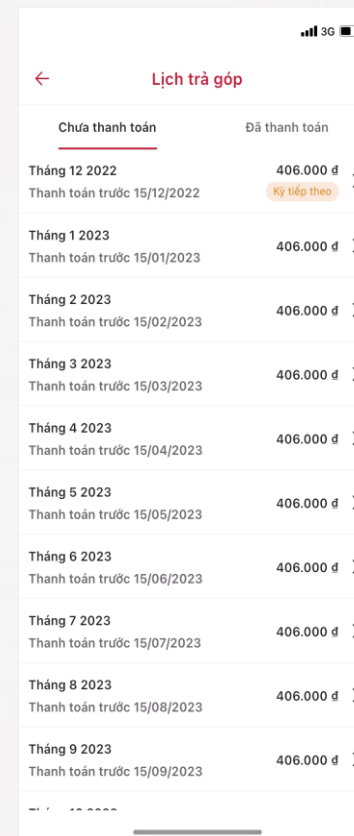 3G
Lịch trả góp
Chưa thanh toán Đã thanh toán
Tháng 12 2022 406.000 ₫
Thanh toán trước 15/12/2022 Kỳ tiếp theo
Tháng 1 2023
Thanh toán trước 15/01/2023 406.000 ₫
Tháng 2 2023
Thanh toán trước 15/02/2023 406.000 ₫
Tháng 3 2023
Thanh toán trước 15/03/2023 406.000 ₫
Tháng 4 2023
Thanh toán trước 15/04/2023 406.000 ₫
Tháng 5 2023
Thanh toán trước 15/05/2023 406.000 ₫
Tháng 6 2023
Thanh toán trước 15/06/2023 406.000 ₫
Tháng 7 2023
Thanh toán trước 15/07/2023 406.000 ₫
Tháng 8 2023
Thanh toán trước 15/08/2023 406.000 ₫
Tháng 9 2023
Thanh toán trước 15/09/2023 406.000 ₫